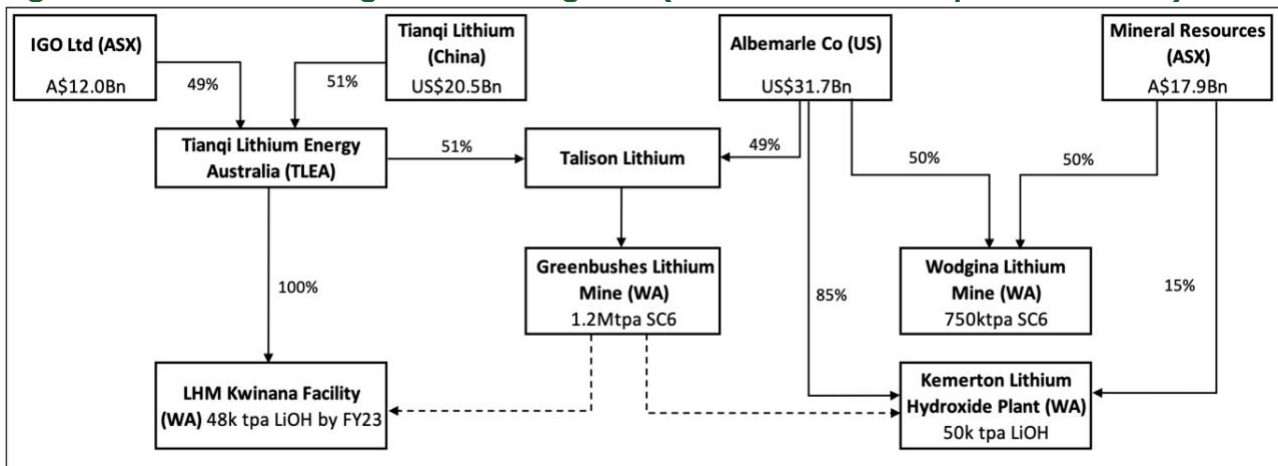 IGO Ltd (ASX)
A$12.0Bn
Tianqi Lithium
(China)
US$20.5Bn
Albemarle Co (US)
US$31.7Bn
Mineral Resources
(ASX)
A$17.9Bn
49%
51%
Tianqi Lithium Energy
Australia (TLEA)
51%
Talison Lithium
49%
50%
50%
Greenbushes Lithium
Mine (WA)
1.2Mtpa SC6
Wodgina Lithium
Mine (WA)
750ktpa SC6
100%
85%
15%
LHM Kwinana Facility
(WA) 48k tpa LiOH by FY23
Kemerton Lithium
Hydroxide Plant (WA)
50k tpa LiOH